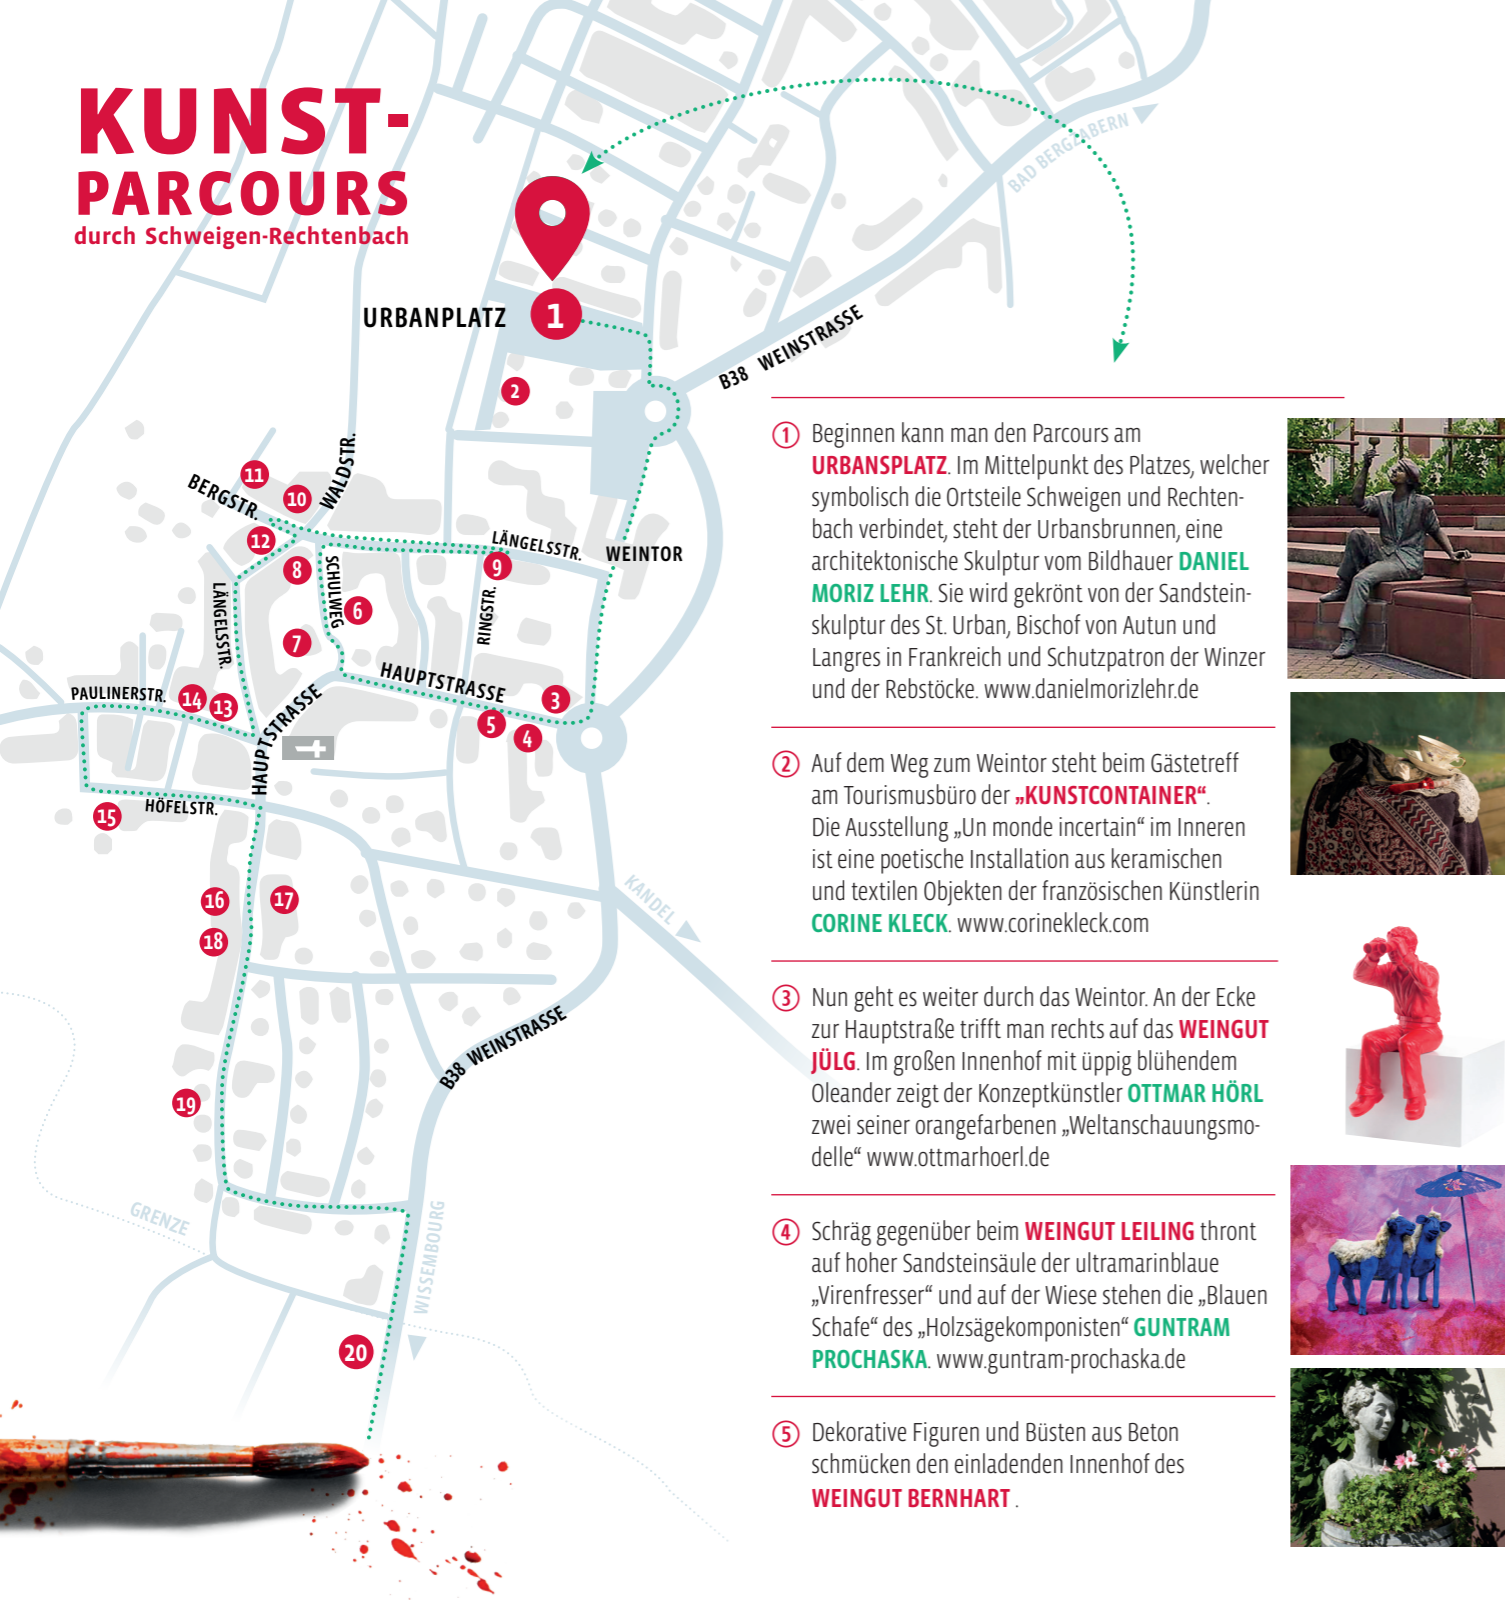 KUNST-
PARCOURS
durch Schweigen-Rechtenbach
BAD BERGZABERN
URBANPLATZ
1
B38 WEINSTRASSE
2
11
10
BERGSTR.
WALDSTR.
12
8
SCHULWEG
LÄNGELSSTR.
9
WEINTOR
6
7
RINGSTR.
LÄNGELSSTR.
HAUPTSTRASSE
PAULINERSTR.
14
13
HAUPTSTRASSE
3
5
4
15
HÖFELSTR.
16
17
18
KANDEL
B38 WEINSTRASSE
19
GRENZE
WISSEMBOURG
20
1 Beginnen kann man den Parcours am
URBANSPLATZ. Im Mittelpunkt des Platzes, welcher
symbolisch die Ortsteile Schweigen und Rechten-
bach verbindet, steht der Urbansbrunnen, eine
architektonische Skulptur vom Bildhauer DANIEL
MORIZ LEHR. Sie wird gekrönt von der Sandstein-
skulptur des St. Urban, Bischof von Autun und
Langres in Frankreich und Schutzpatron der Winzer
und der Rebstöcke. www.danielmorizlehr.de
2 Auf dem Weg zum Weintor steht beim Gästetreff
am Tourismusbüro der „KUNSTCONTAINER“.
Die Ausstellung „Un monde incertain“ im Inneren
ist eine poetische Installation aus keramischen
und textilen Objekten der französischen Künstlerin
CORINE KLECK. www.corinekleck.com
3 Nun geht es weiter durch das Weintor. An der Ecke
zur Hauptstraße trifft man rechts auf das WEINGUT
JÜLG. Im großen Innenhof mit üppig blühendem
Oleander zeigt der Konzeptkünstler OTTMAR HÖRL
zwei seiner orangefarbenen „Weltanschauungsmo-
delle“ www.ottmarhoerl.de
4 Schräg gegenüber beim WEINGUT LEILING thront
auf hoher Sandsteinsäule der ultramarinblaue
„Virenfresser“ und auf der Wiese stehen die „Blauen
Schafe“ des „Holzsägekomponisten“ GUNTRAM
PROCHASKA. www.guntram-prochaska.de
5 Dekorative Figuren und Büsten aus Beton
schmücken den einladenden Innenhof des
WEINGUT BERNHART .